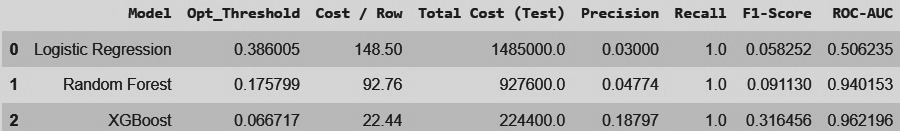 Model Opt_Threshold Cost / Row Total Cost (Test) Precision Recall F1-Score ROC-AUC
0 Logistic Regression 0.386005 148.50 1485000.0 0.03000 1.0 0.058252 0.506235
1 Random Forest 0.175799 92.76 927600.0 0.04774 1.0 0.091130 0.940153
2 XGBoost 0.066717 22.44 224400.0 0.18797 1.0 0.316456 0.962196